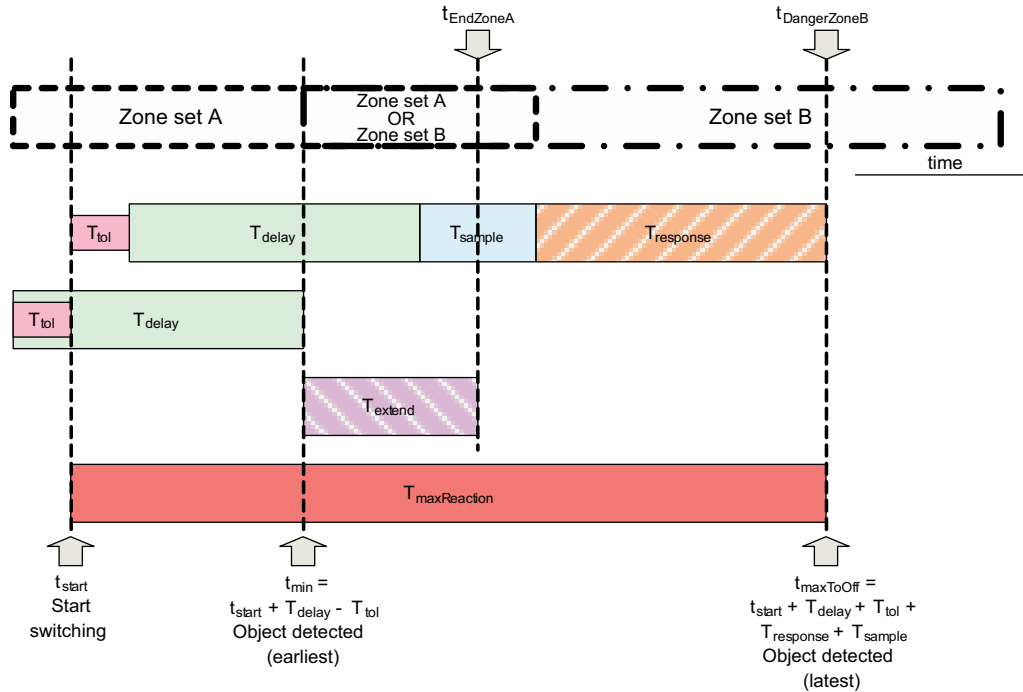 tEndZoneA
tDangerZoneB
Zone set A
Zone set A
OR
Zone set B
Zone set B
time
Ttol
Tdelay
Tsample
Tresponse
Ttol
Tdelay
Textend
TmaxReaction
tstart
Start
switching
tmin =
tstart + Tdelay - Ttol
Object detected
(earliest)
tmaxToOff =
tstart + Tdelay + Ttol +
Tresponse + Tsample
Object detected
(latest)